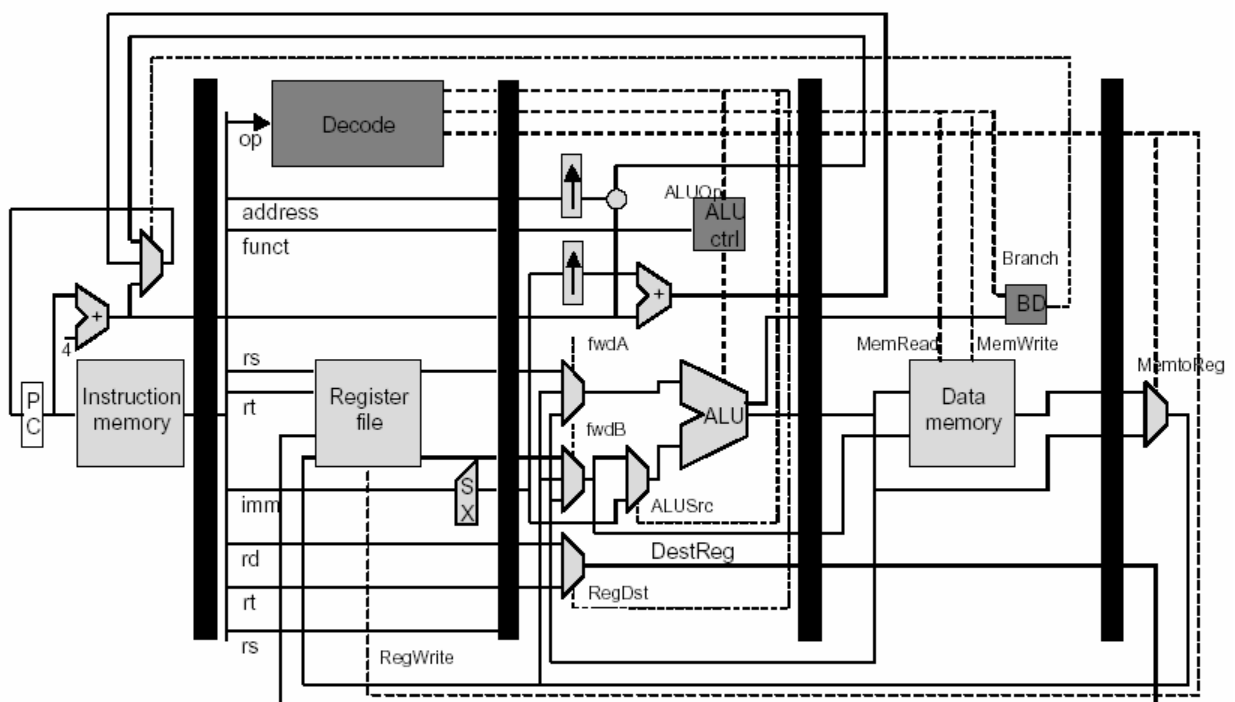 Decode
op
address
funct
ALUOp
ALU
ctrl
Branch
BD
+
+
4
rs
rt
fwdA
MemRead
MemWrite
MemtoReg
P
C
Instruction
memory
Register
file
fwdB
ALU
Data
memory
imm
S
X
ALUSrc
rd
DestReg
rt
RegDst
rs
RegWrite